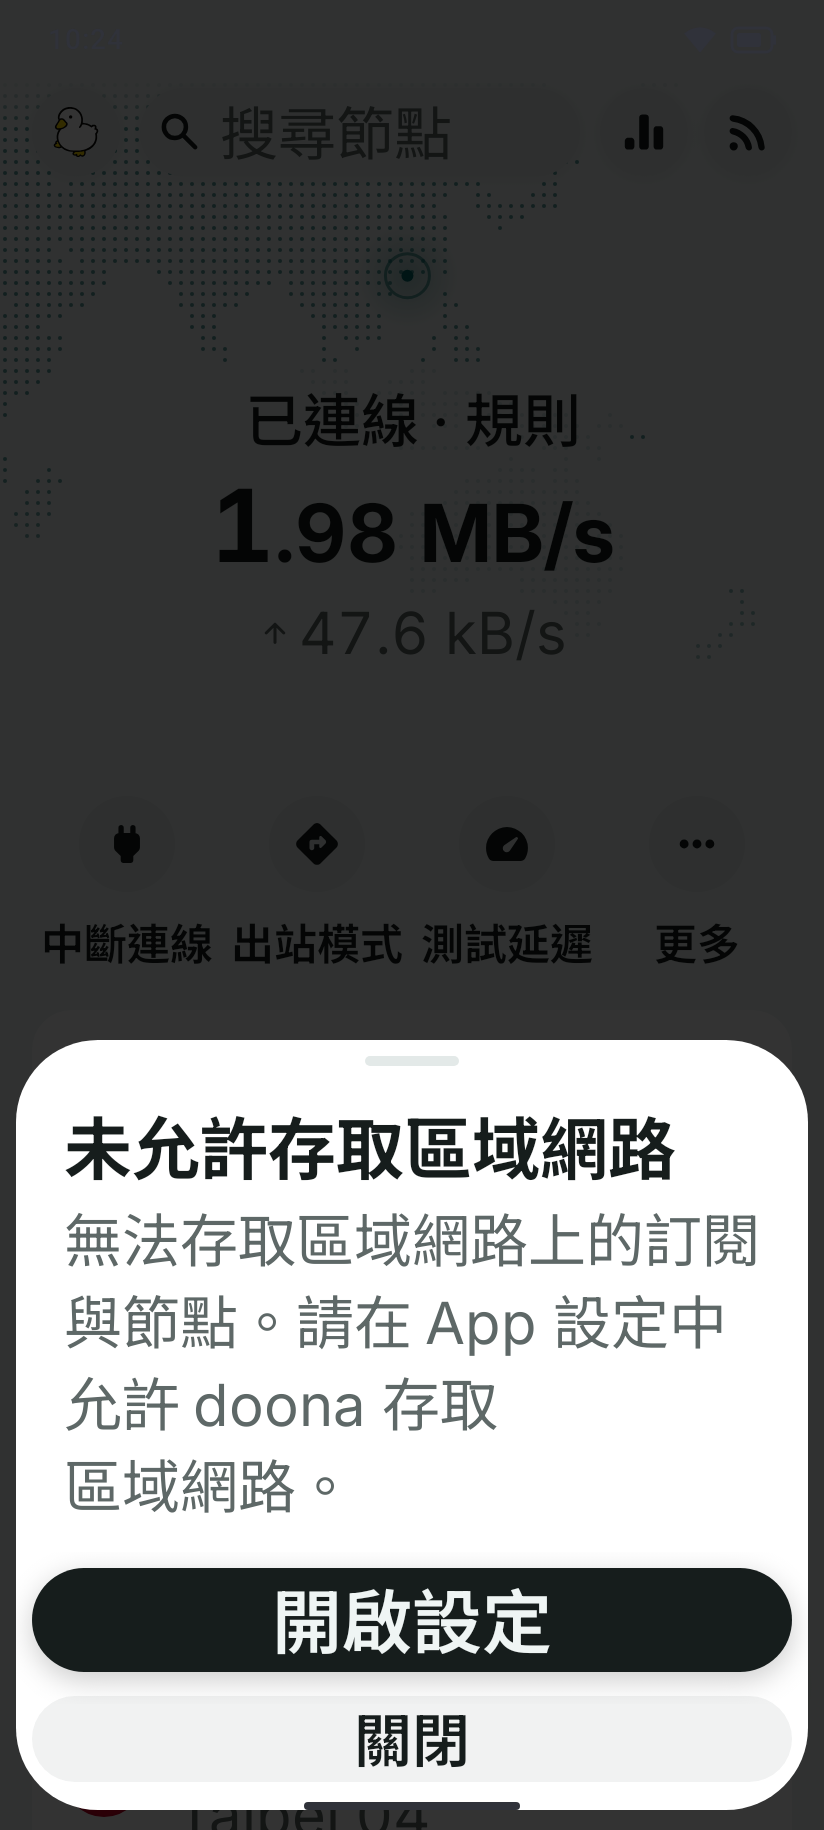 搜尋節點
已連線 · 規則
1.98 MB/s
↑ 47.6 kB/s
中斷連線 出站模式 測試延遲 更多
未允許存取區域網路
無法存取區域網路上的訂閱
與節點。請在 App 設定中
允許 doona 存取
區域網路。
開啟設定
關閉
Taipei 04